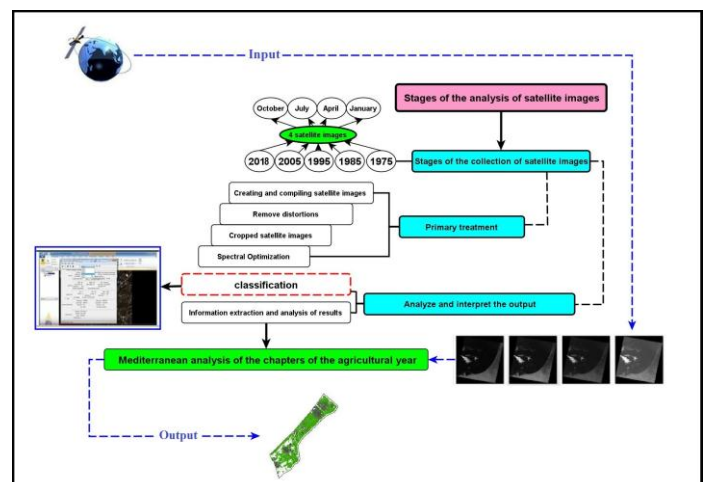 Input
Stages of the analysis of satellite images
October July April January
4 satellite images
2018 2005 1995 1985 1975
Stages of the collection of satellite images
Creating and compiling satellite images
Remove distortions
Primary treatment
Cropped satellite images
Spectral Optimization
classification
Analyze and interpret the output
Information extraction and analysis of results
Mediterranean analysis of the chapters of the agricultural year
Output